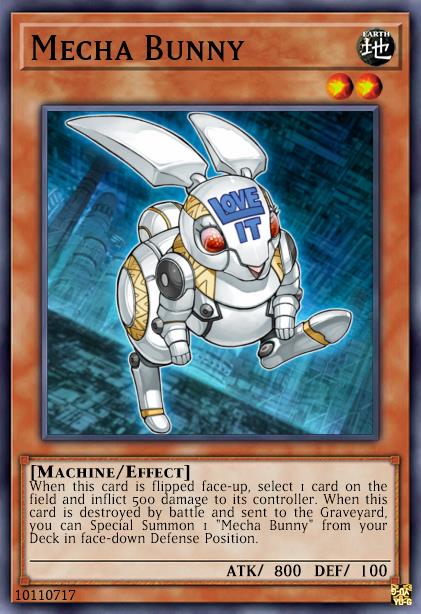 MECHA BUNNY
EARTH
地
LOVE
IT
[MACHINE/EFFECT]
When this card is flipped face-up, select 1 card on the
field and inflict 500 damage to its controller. When this
card is destroyed by battle and sent to the Graveyard,
you can Special Summon 1 "Mecha Bunny" from your
Deck in face-down Defense Position.
ATK/ 800 DEF/ 100
10110717